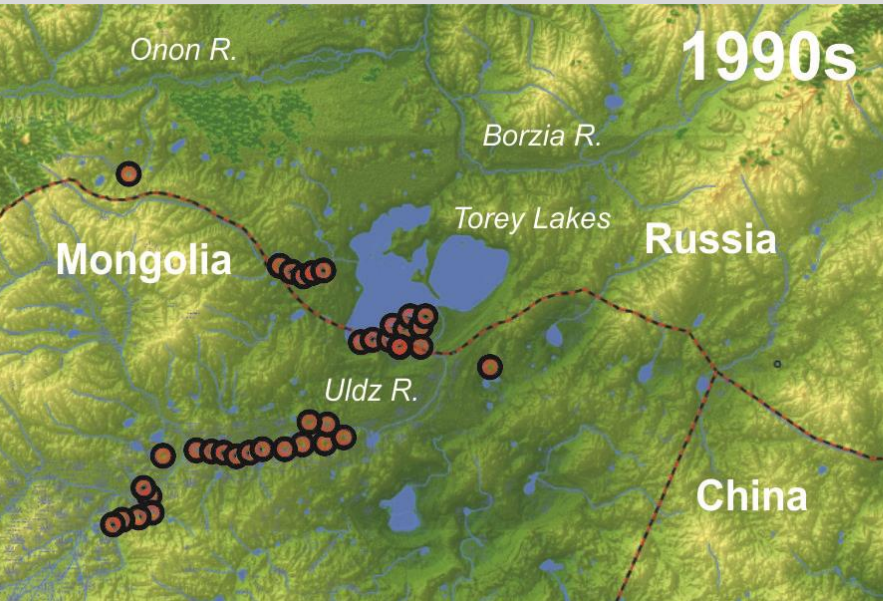 Onon R.
1990s
Borzia R.
Torey Lakes
Russia
Mongolia
Uldz R.
China